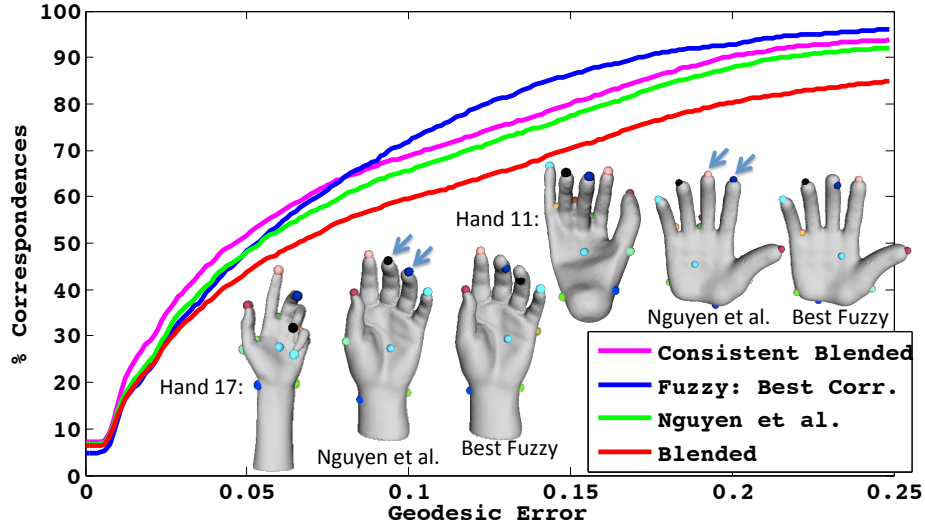 100
90
80
70
60
50
40
30
20
10
0
% Correspondences
0 0.05 0.1 0.15 0.2 0.25
Geodesic Error
Hand 11:
Nguyen et al. Best Fuzzy
Hand 17:
Nguyen et al. Best Fuzzy
Consistent Blended
Fuzzy: Best Corr.
Nguyen et al.
Blended